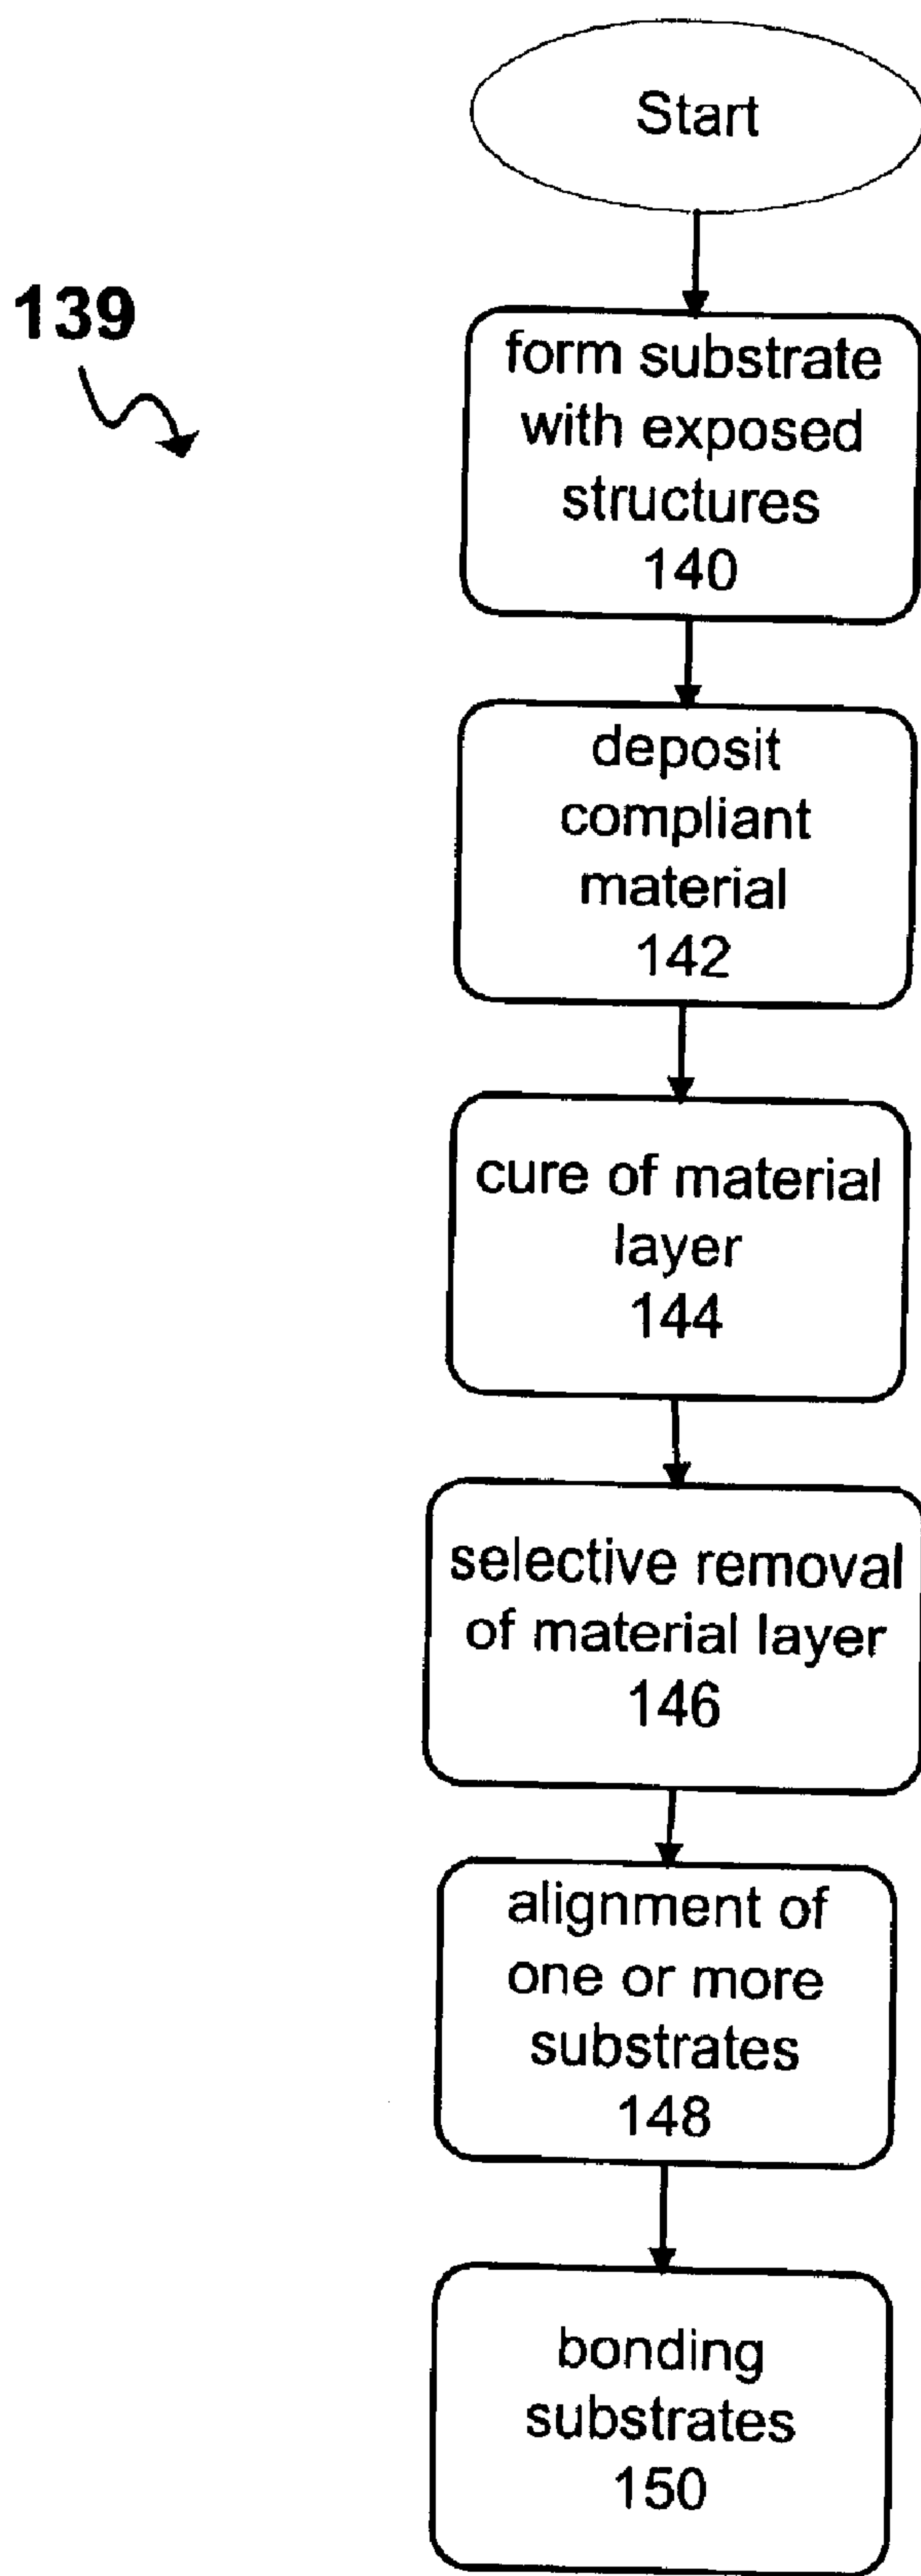 Start
139
form substrate
with exposed
structures
140
deposit
compliant
material
142
cure of material
layer
144
selective removal
of material layer
146
alignment of
one or more
substrates
148
bonding
substrates
150